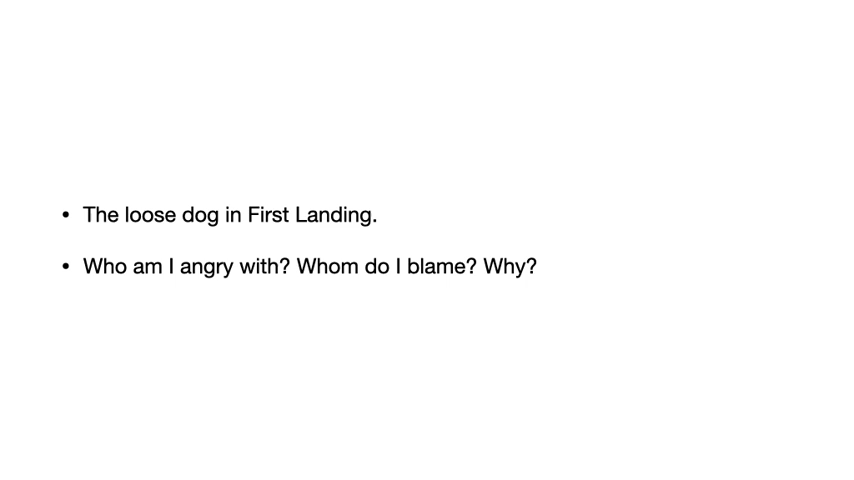 • The loose dog in First Landing.
• Who am I angry with? Whom do I blame? Why?